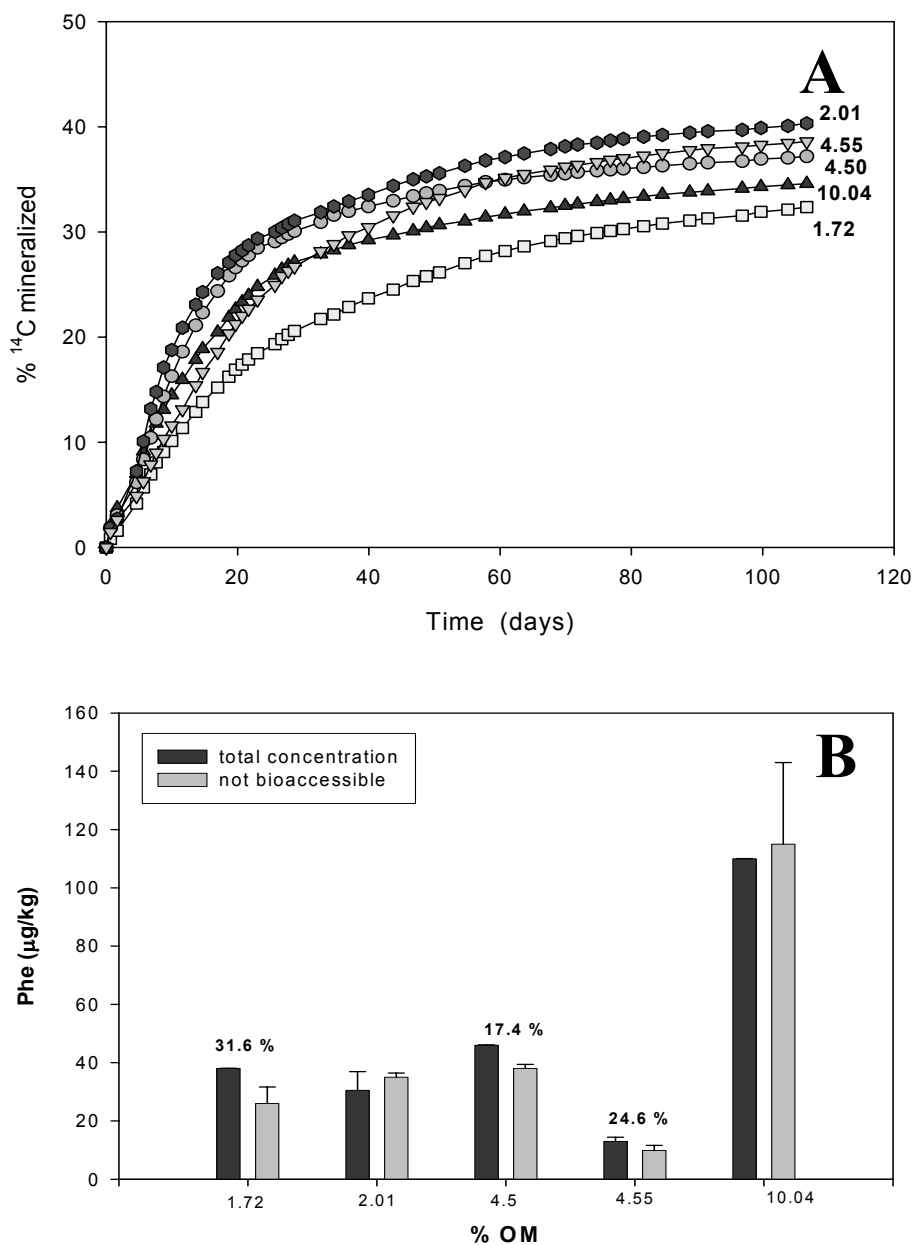 A
50
40
30
20
10
0
% ¹⁴C mineralized
2.01
4.55
4.50
10.04
1.72
0 20 40 60 80 100 120
Time (days)
B
160
140
120
100
80
60
40
20
0
Phe (µg/kg)
total concentration
not bioaccessible
31.6 %
17.4 %
24.6 %
1.72 2.01 4.5 4.55 10.04
% OM